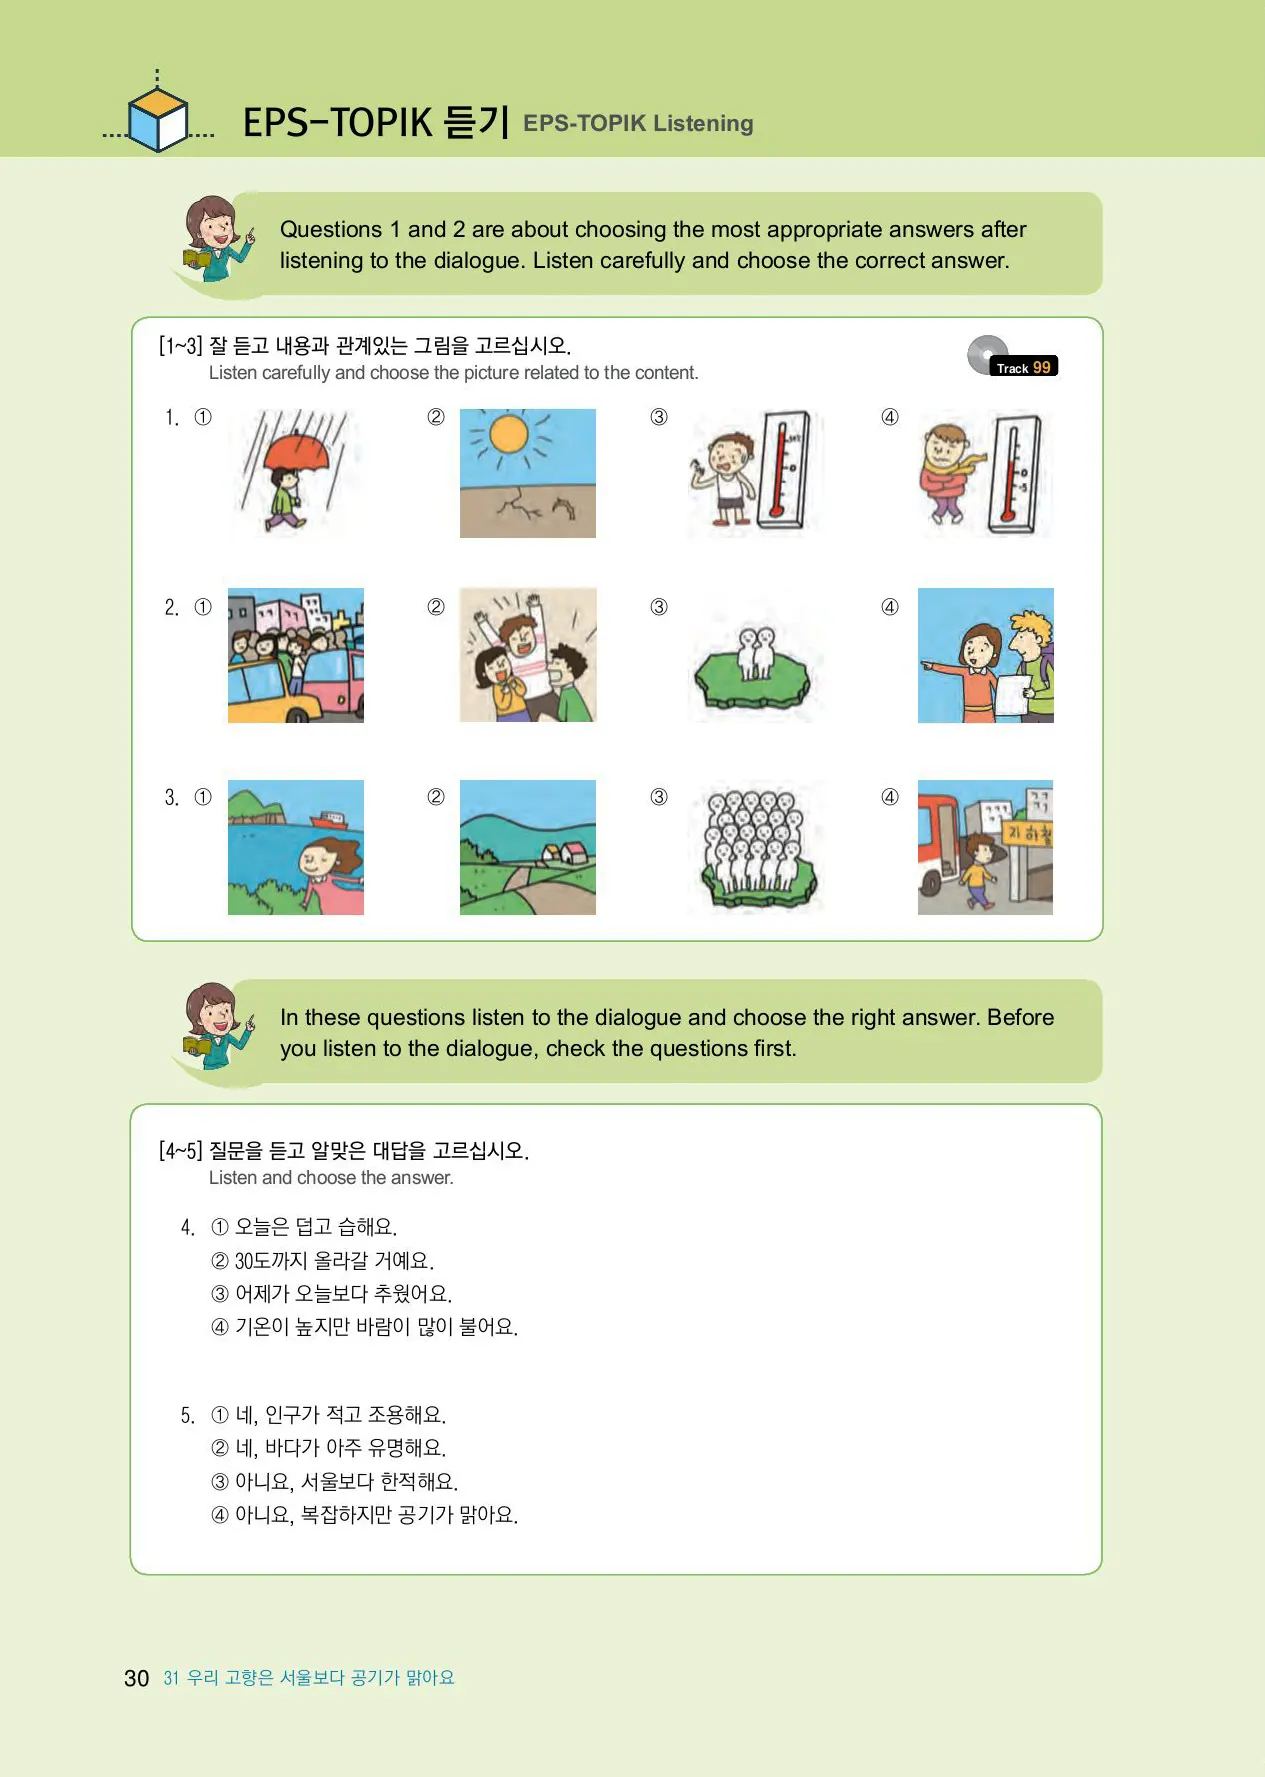 EPS-TOPIK 듣기 EPS-TOPIK Listening
Questions 1 and 2 are about choosing the most appropriate answers after
listening to the dialogue. Listen carefully and choose the correct answer.
[1~3] 잘 듣고 내용과 관계있는 그림을 고르십시오.
Listen carefully and choose the picture related to the content.
Track 99
1. ① ② ③ ④
2. ① ② ③ ④
3. ① ② ③ ④
지하철
In these questions listen to the dialogue and choose the right answer. Before
you listen to the dialogue, check the questions first.
[4~5] 질문을 듣고 알맞은 대답을 고르십시오.
Listen and choose the answer.
4. ① 오늘은 덥고 습해요.
② 30도까지 올라갈 거예요.
③ 어제가 오늘보다 추웠어요.
④ 기온이 높지만 바람이 많이 불어요.
5. ① 네, 인구가 적고 조용해요.
② 네, 바다가 아주 유명해요.
③ 아니요, 서울보다 한적해요.
④ 아니요, 복잡하지만 공기가 맑아요.
30 31 우리 고향은 서울보다 공기가 맑아요